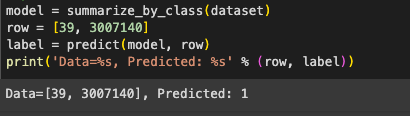 model = summarize_by_class(dataset)
row = [39, 3007140]
label = predict(model, row)
print('Data=%s, Predicted: %s' % (row, label))
Data=[39, 3007140], Predicted: 1